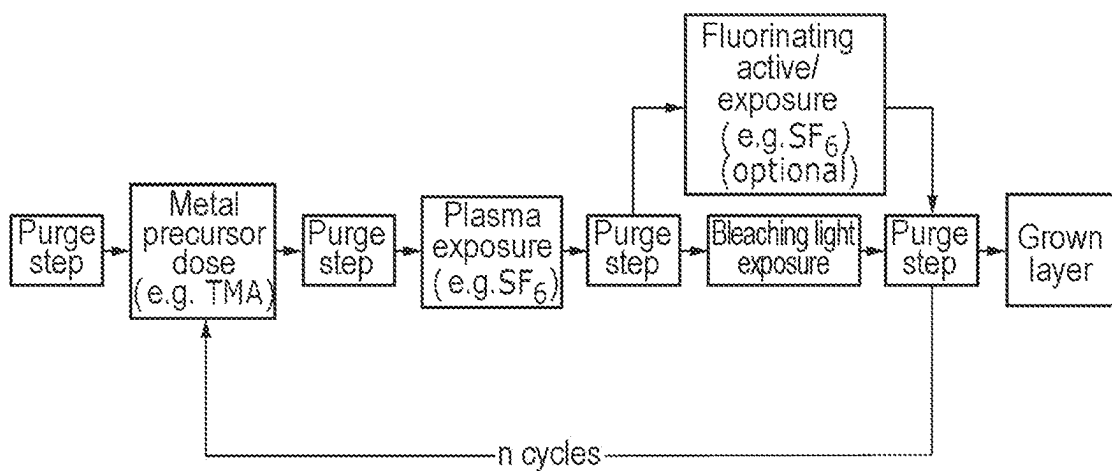 Purge
step
Metal
precursor
dose
(e.g. TMA)
Purge
step
Plasma
exposure
(e.g. SF6)
Purge
step
Fluorinating
active/
exposure
(e.g. SF6)
(optional)
Bleaching light
exposure
Purge
step
Grown
layer
n cycles